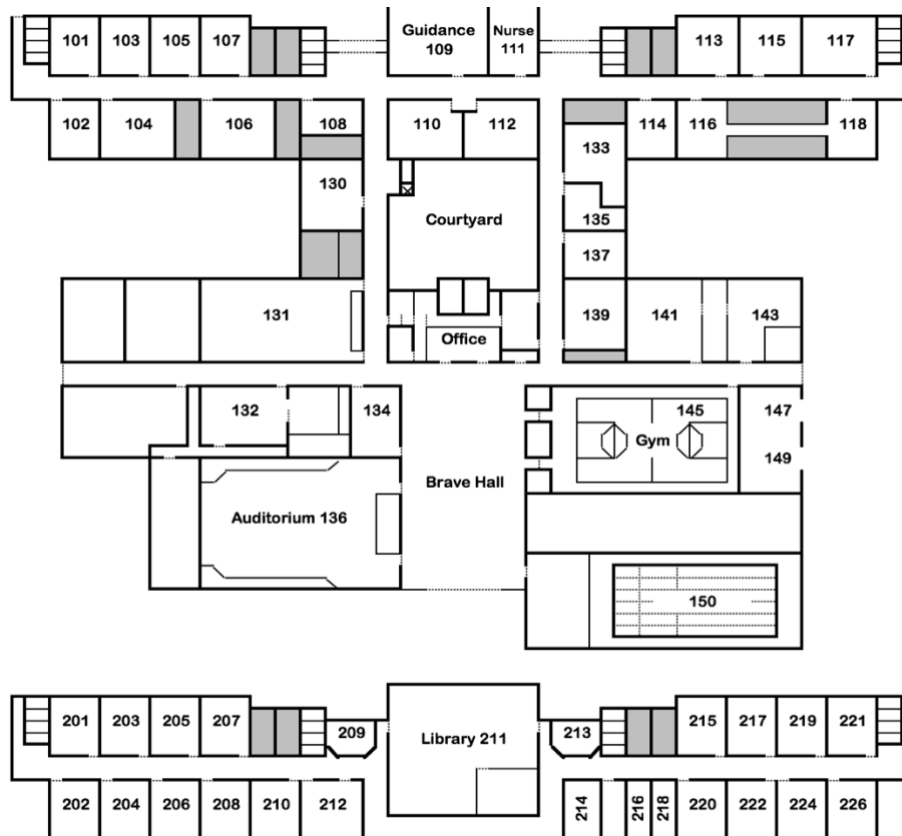 101 103 105 107 Guidance 109 Nurse 111 113 115 117
102 104 106 108 110 112 114 116 118
133
130
Courtyard 135
137
131 139 141 143
Office
132 134 145 147
Gym
149
Brave Hall
Auditorium 136
150
201 203 205 207 209 Library 211 213 215 217 219 221
202 204 206 208 210 212 214 216 218 220 222 224 226